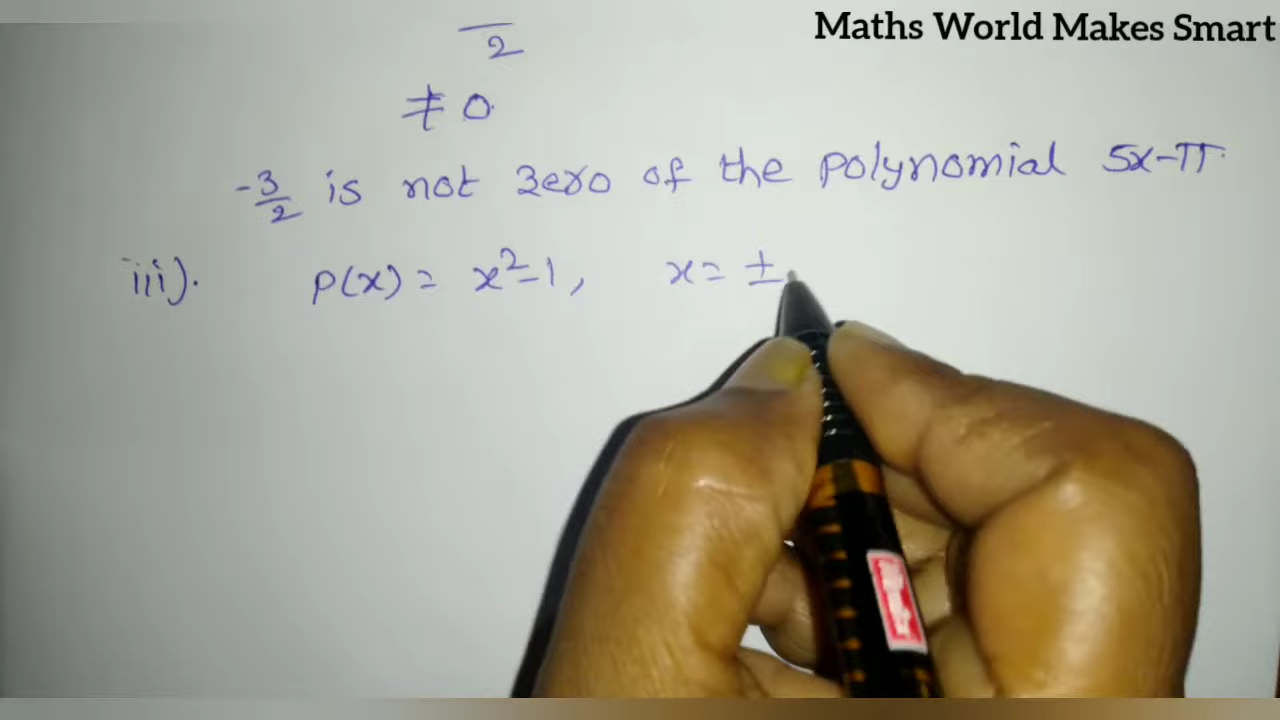 Maths World Makes Smart
2
≠ 0.
-3/2 is not zero of the polynomial 5x-π.
iii). p(x) = x²-1, x = ±